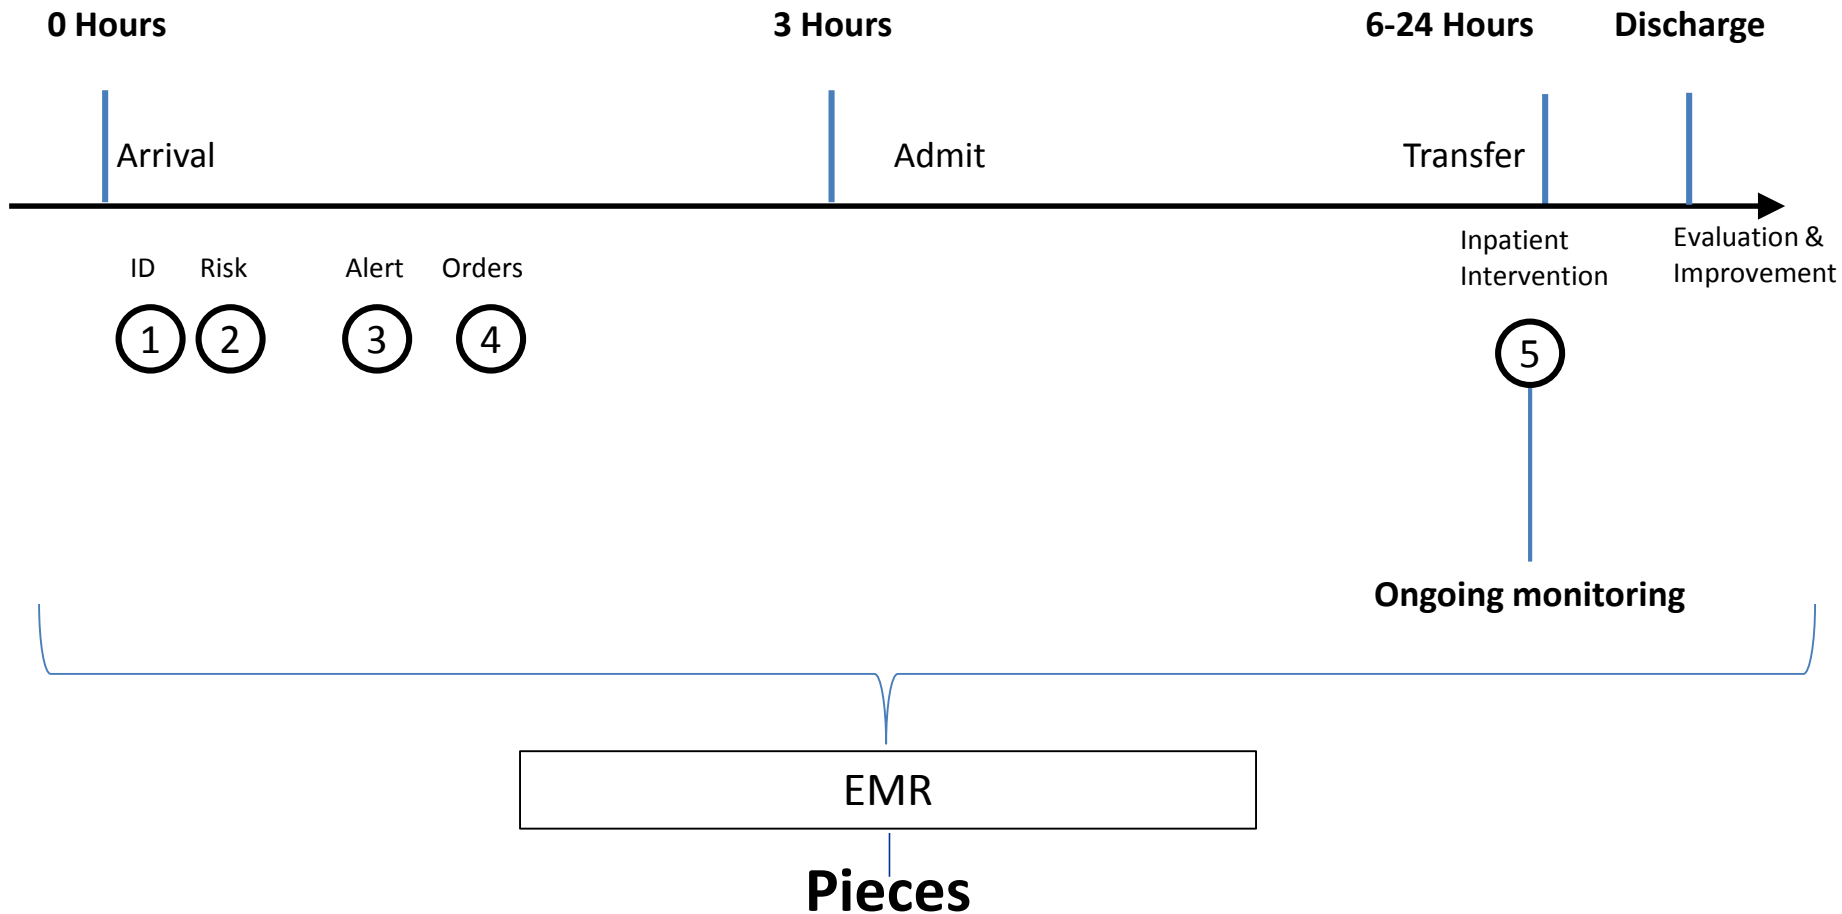 0 Hours
3 Hours
6-24 Hours
Discharge
Arrival
Admit
Transfer
ID
Risk
Alert
Orders
Inpatient
Intervention
Evaluation &
Improvement
1
2
3
4
5
Ongoing monitoring
EMR
Pieces